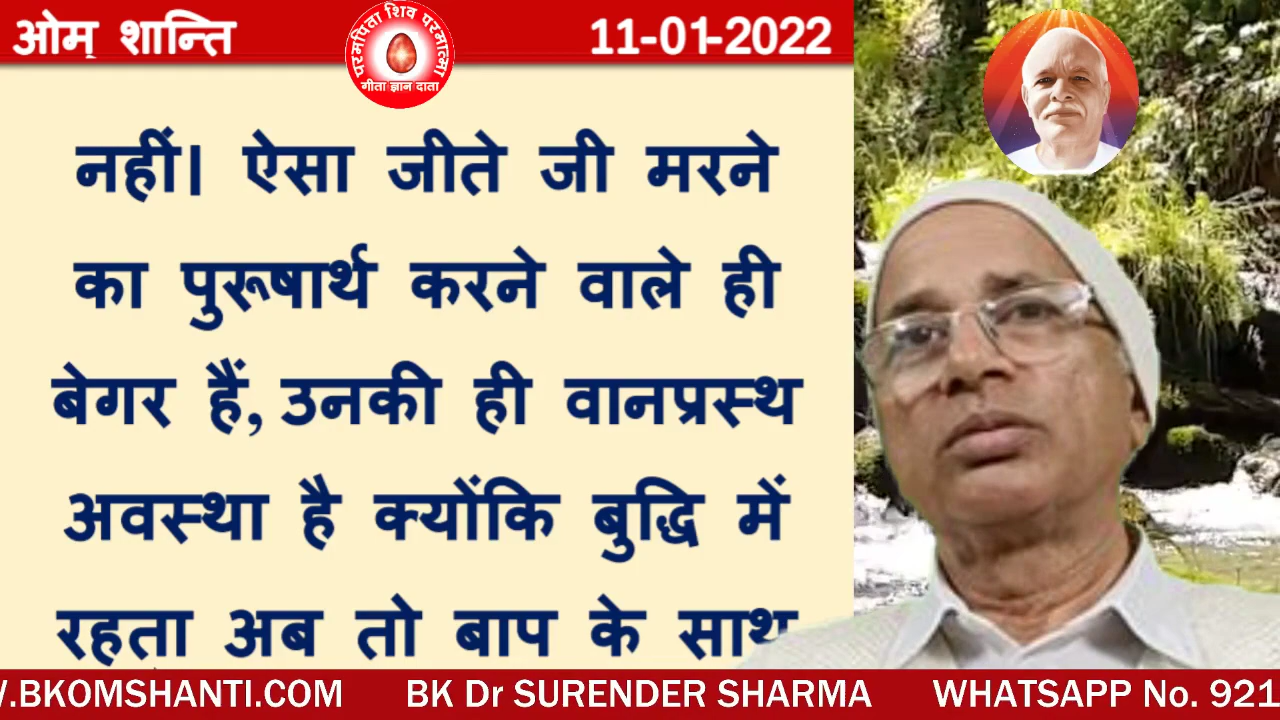 ओम् शान्ति
परमपिता शिव परमात्मा
गीता ज्ञान दाता
11-01-2022
नहीं। ऐसा जीते जी मरने
का पुरूषार्थ करने वाले ही
बेगर हैं, उनकी ही वानप्रस्थ
अवस्था है क्योंकि बुद्धि में
रहता अब तो बाप के साथ
W.BKOMSHANTI.COM BK Dr SURENDER SHARMA WHATSAPP No. 921